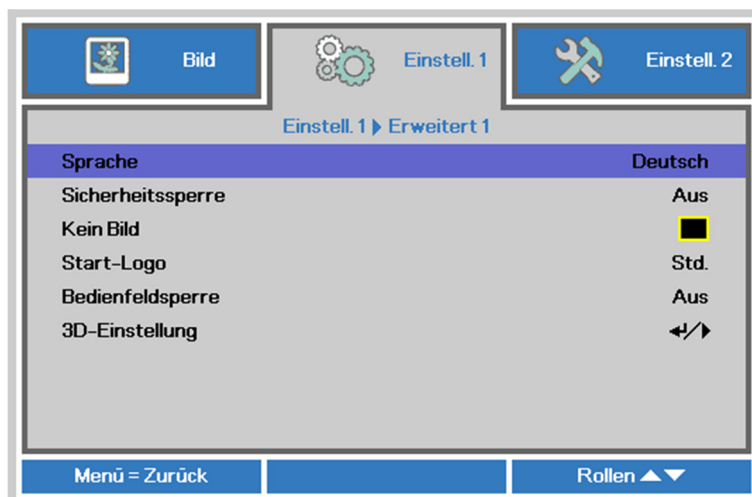 Bild
Einstell. 1
Einstell. 2
Einstell. 1 ▶ Erweitert 1
Sprache Deutsch
Sicherheitssperre Aus
Kein Bild
Start-Logo Std.
Bedienfeldsperre Aus
3D-Einstellung ↵/▶
Menü = Zurück
Rollen ▲▼